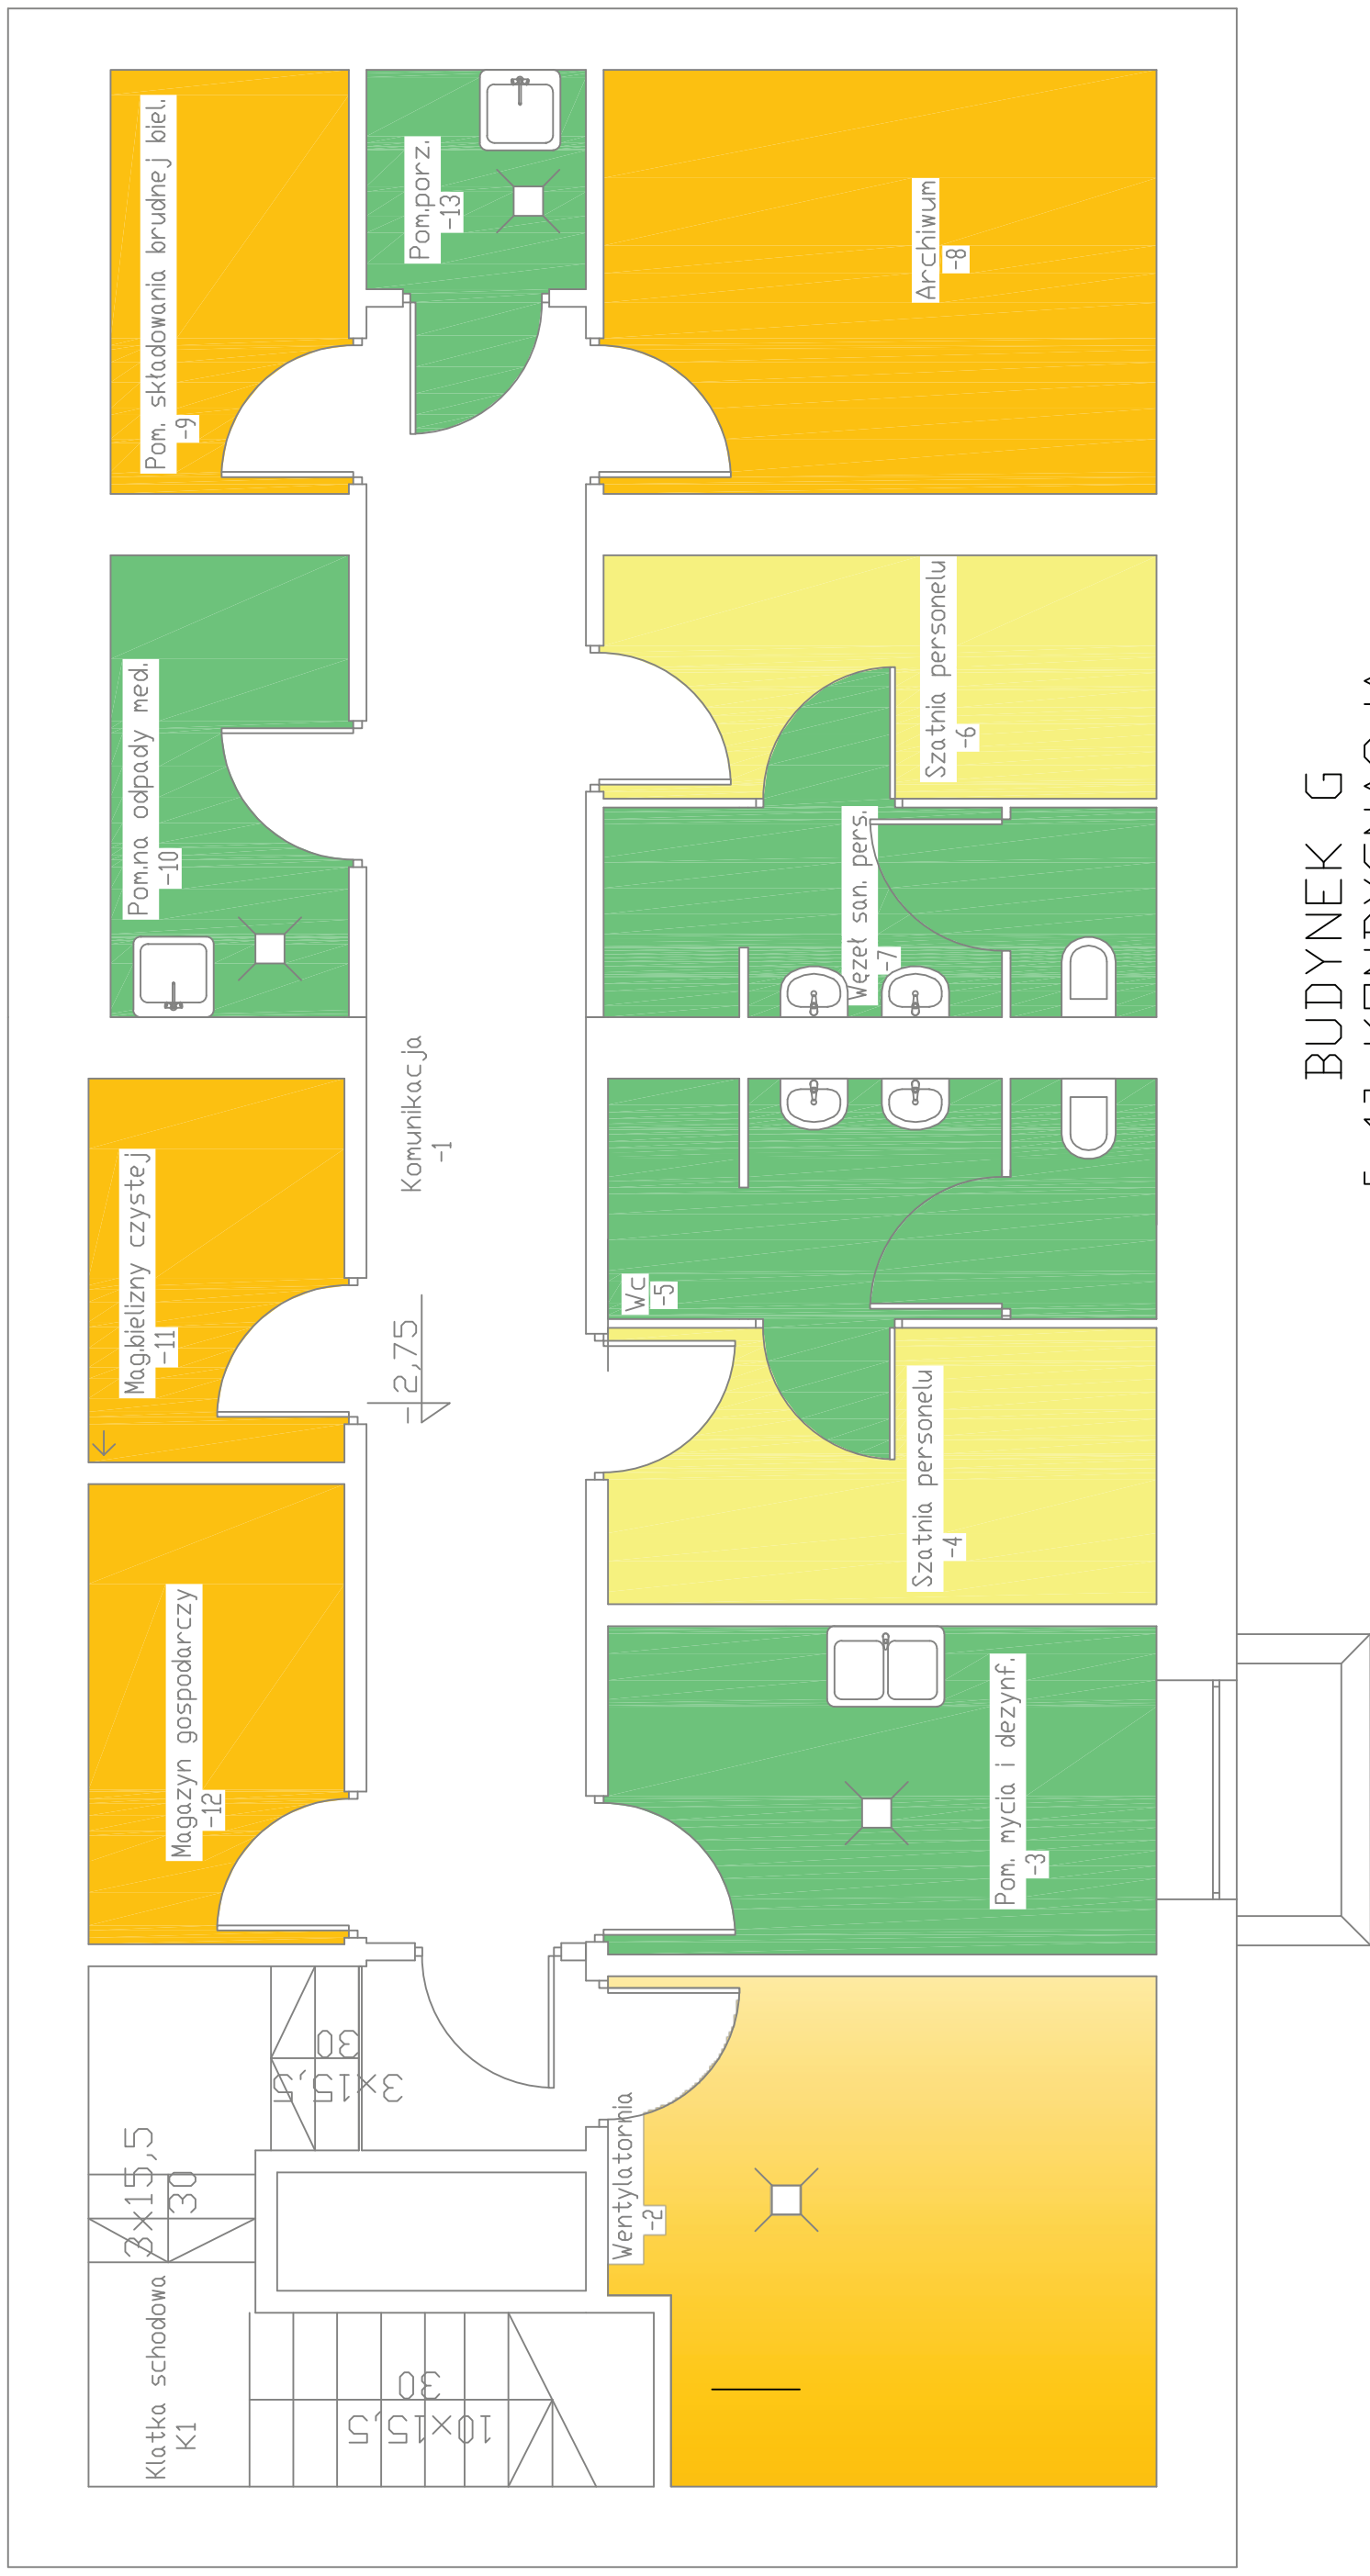 Pom. składowania brudnej biel.
-9
Pom.porz.
-13
Archiwum
-8
Pom.na odpady med.
-10
Szatnia personelu
-6
Węzeł san. pers.
-7
Komunikacja
-1
Mag.bielizny czystej
-11
-2,75
Wc
-5
Szatnia personelu
-4
Magazyn gospodarczy
-12
Pom. mycia i dezynf.
-3
3x15,5
30
3x15,5
30
Wentylatornia
-2
Klatka schodowa
K1
10x15,5
30
BUDYNEK G